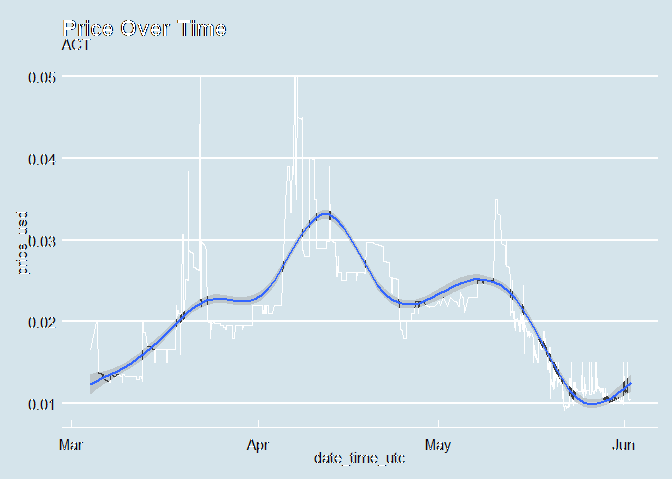 Price Over Time
ACT
0.05
0.04
0.03
0.02
0.01
price_usd
Mar Apr May Jun
date_time_utc